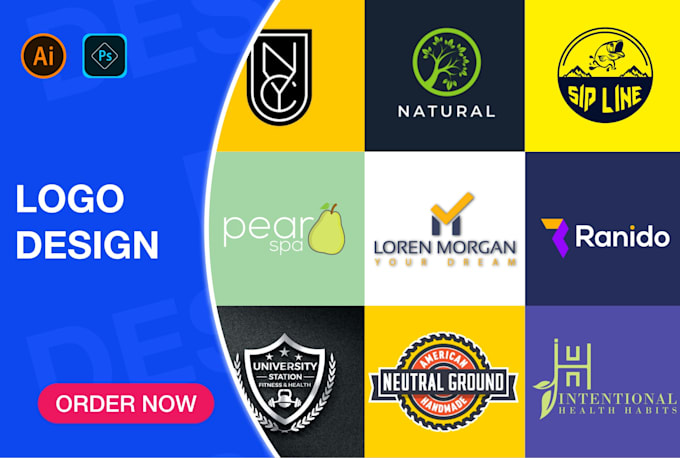 Ai
Ps
LOGO
DESIGN
ORDER NOW
NYC
NATURAL
SIP LINE
pear
spa
LOREN MORGAN
YOUR DREAM
Ranido
UNIVERSITY
STATION
FITNESS & HEALTH
AMERICAN
NEUTRAL GROUND
HANDMADE
INTENTIONAL
HEALTH HABITS